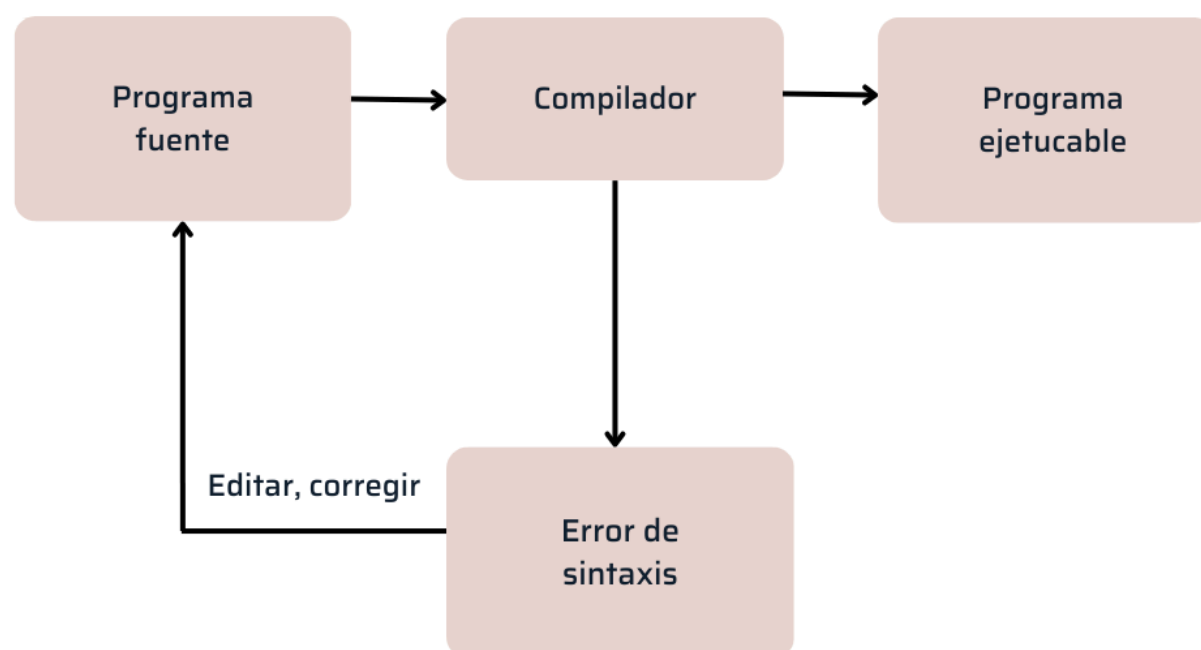 Programa
fuente
Compilador
Programa
ejetucable
Editar, corregir
Error de
sintaxis